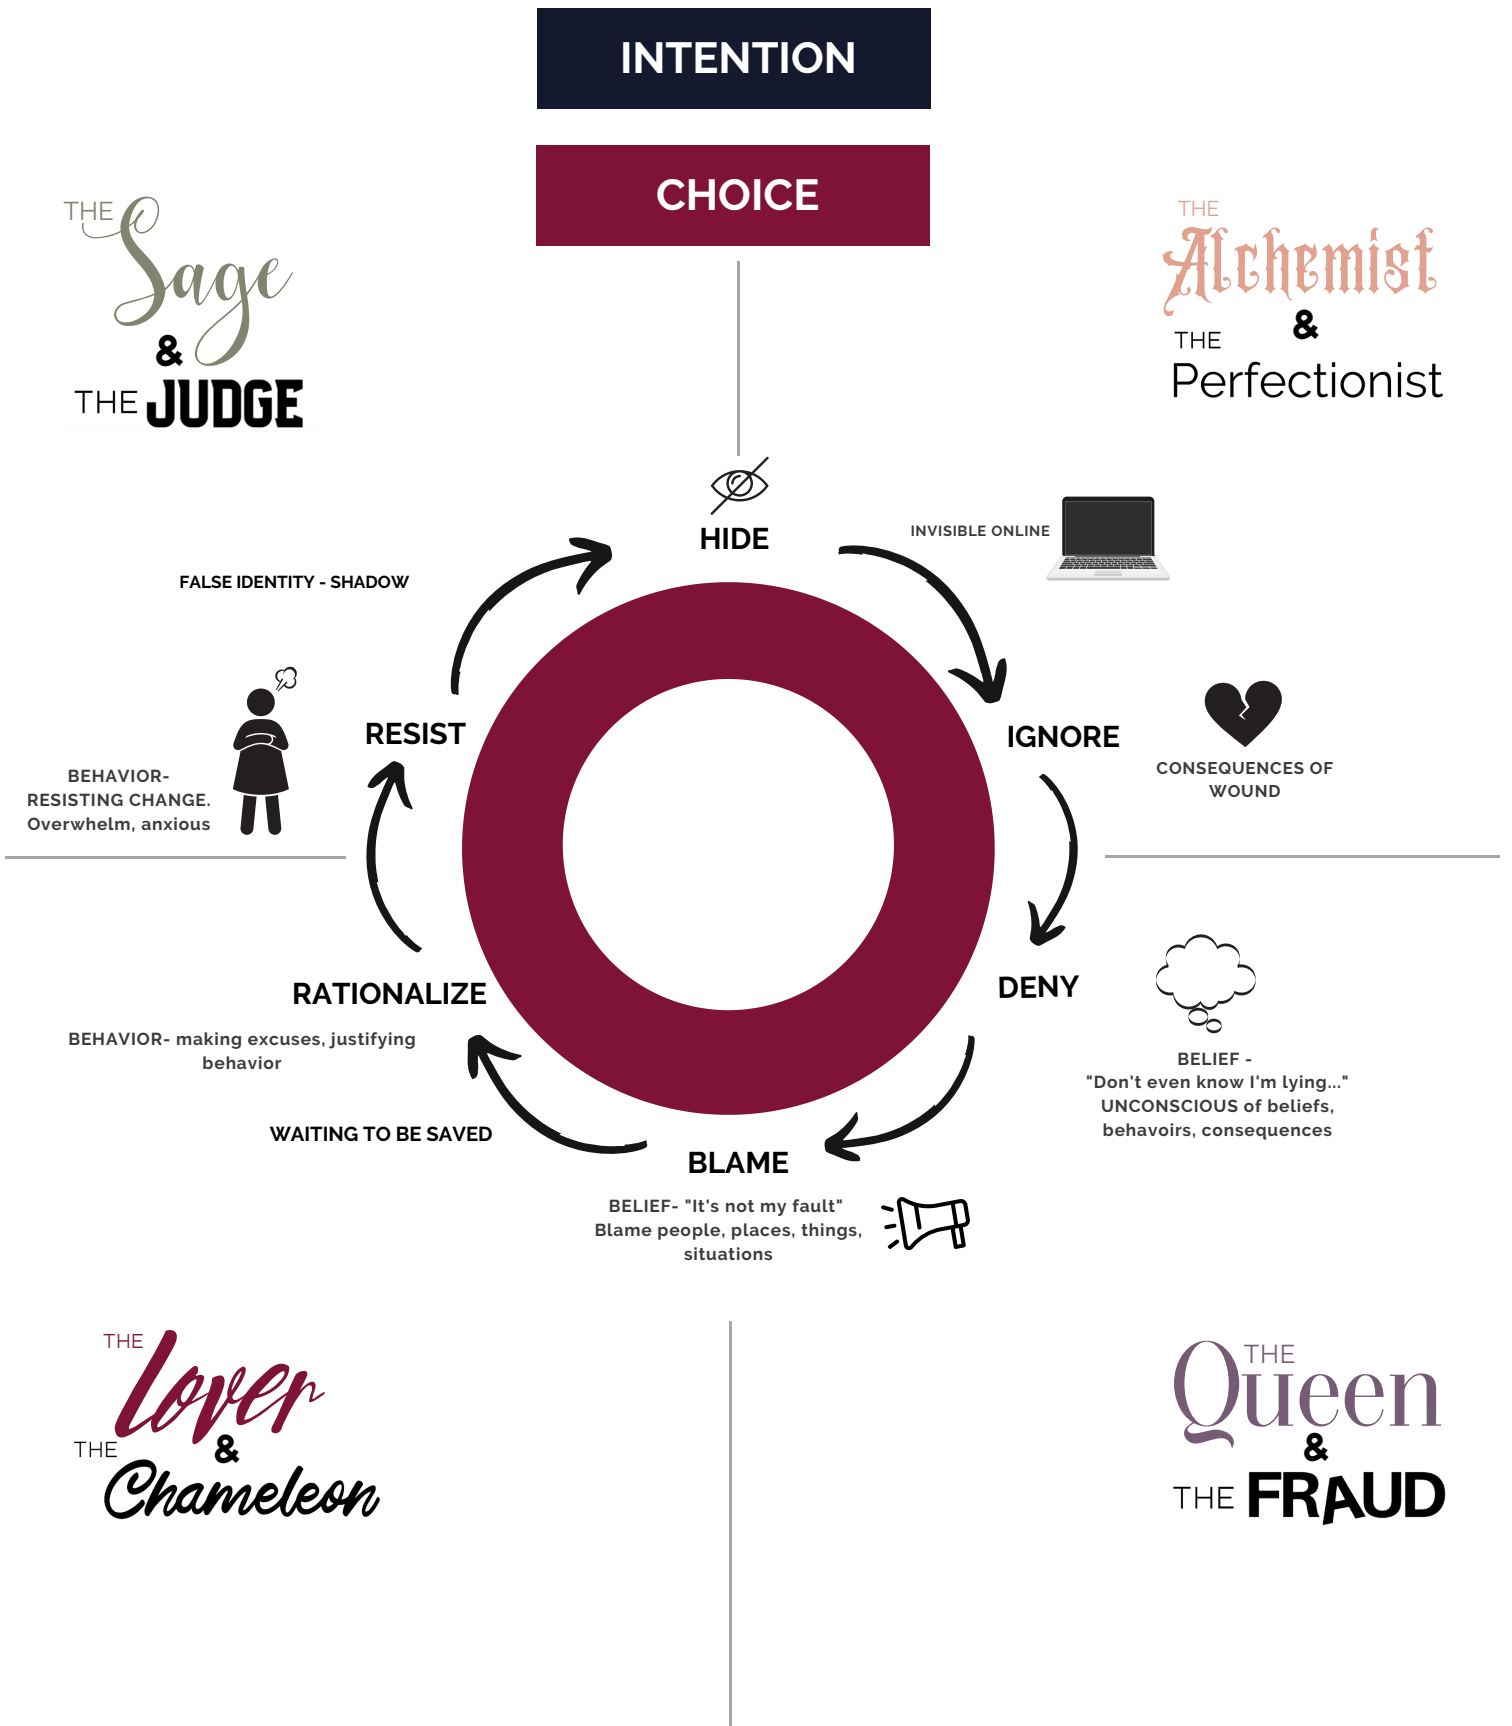 INTENTION
CHOICE
THE
Sage
&
THE JUDGE
THE
Alchemist
&
THE
Perfectionist
HIDE
INVISIBLE ONLINE
FALSE IDENTITY - SHADOW
RESIST
BEHAVIOR-
RESISTING CHANGE.
Overwhelm, anxious
IGNORE
CONSEQUENCES OF
WOUND
DENY
BELIEF -
"Don't even know I'm lying..."
UNCONSCIOUS of beliefs,
behavoirs, consequences
RATIONALIZE
BEHAVIOR- making excuses, justifying
behavior
WAITING TO BE SAVED
BLAME
BELIEF- "It's not my fault"
Blame people, places, things,
situations
THE
Lover
&
THE
Chameleon
THE
Queen
&
THE FRAUD